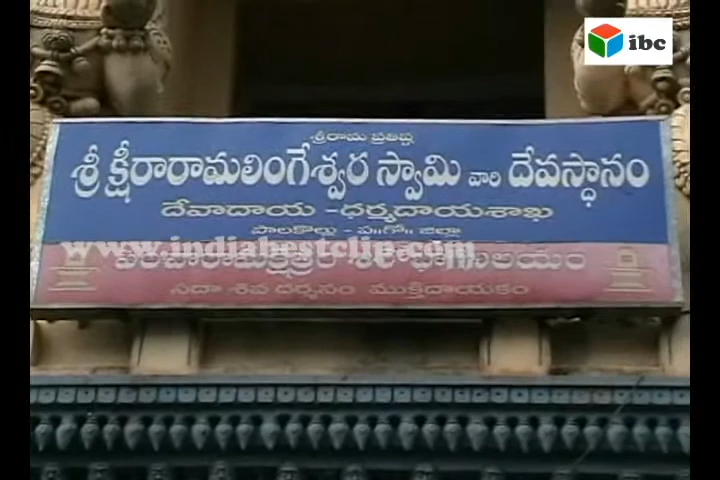 ibc
శ్రీరామ ప్రతిష్ఠ
శ్రీ క్షీరారామలింగేశ్వర స్వామి వారి దేవస్థానం
దేవాదాయ - ధర్మదాయశాఖ
పాలకొల్లు - ప॥గో॥ జిల్లా
www.indiabestclip.com
సదా శివ దర్శనం ముక్తిదాయకం